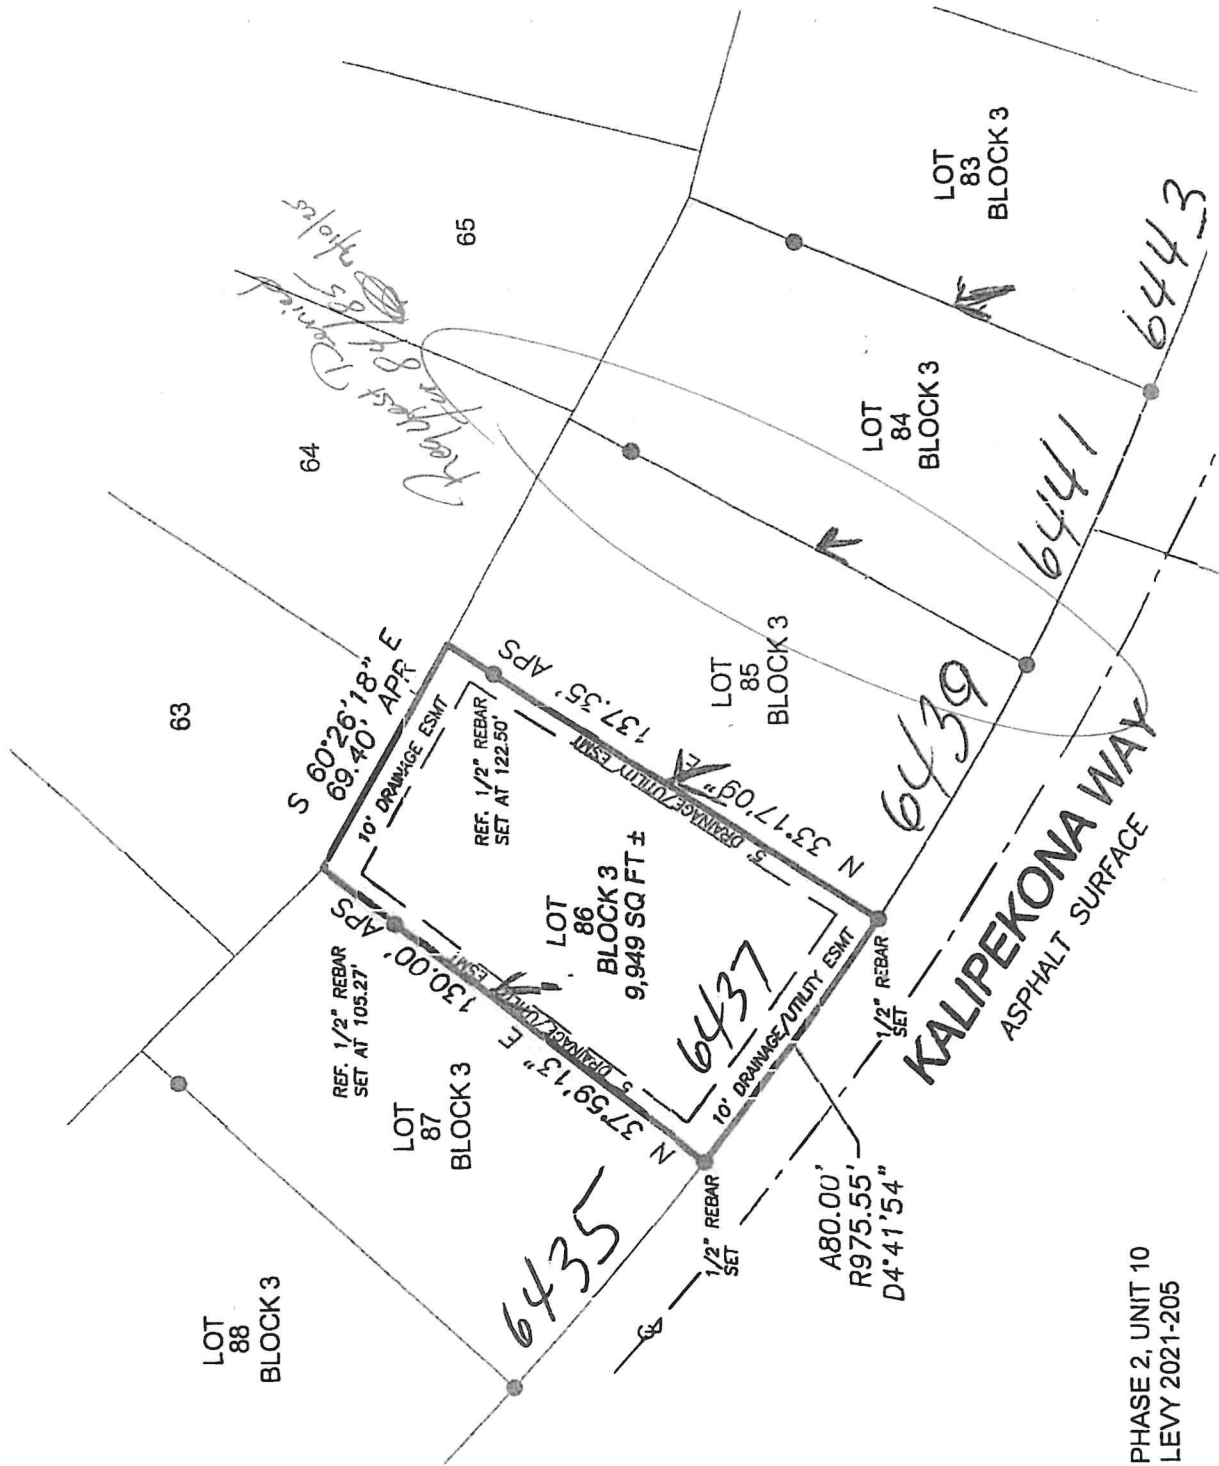 63
64
65
Request Denied
for 84/85
S 60°26'18" E
69.40' APR
10' DRAINAGE ESMT
REF. 1/2" REBAR
SET AT 122.50'
REF. 1/2" REBAR
SET AT 105.27'
130.00' APS
N 37°59'13" E
5' DRAINAGE/UTILITY ESMT
137.35' APS
N 33°17'09" E
5' DRAINAGE/UTILITY ESMT
LOT
83
BLOCK 3
LOT
84
BLOCK 3
LOT
85
BLOCK 3
LOT
86
BLOCK 3
9,949 SQ FT ±
LOT
87
BLOCK 3
LOT
88
BLOCK 3
10' DRAINAGE/UTILITY ESMT
6435
6437
6439
6441
6443
1/2" REBAR
SET
1/2" REBAR
SET
A80.00'
R975.55'
D4°41'54"
KALIPEKONA WAY
ASPHALT SURFACE
PHASE 2, UNIT 10
LEVY 2021-205